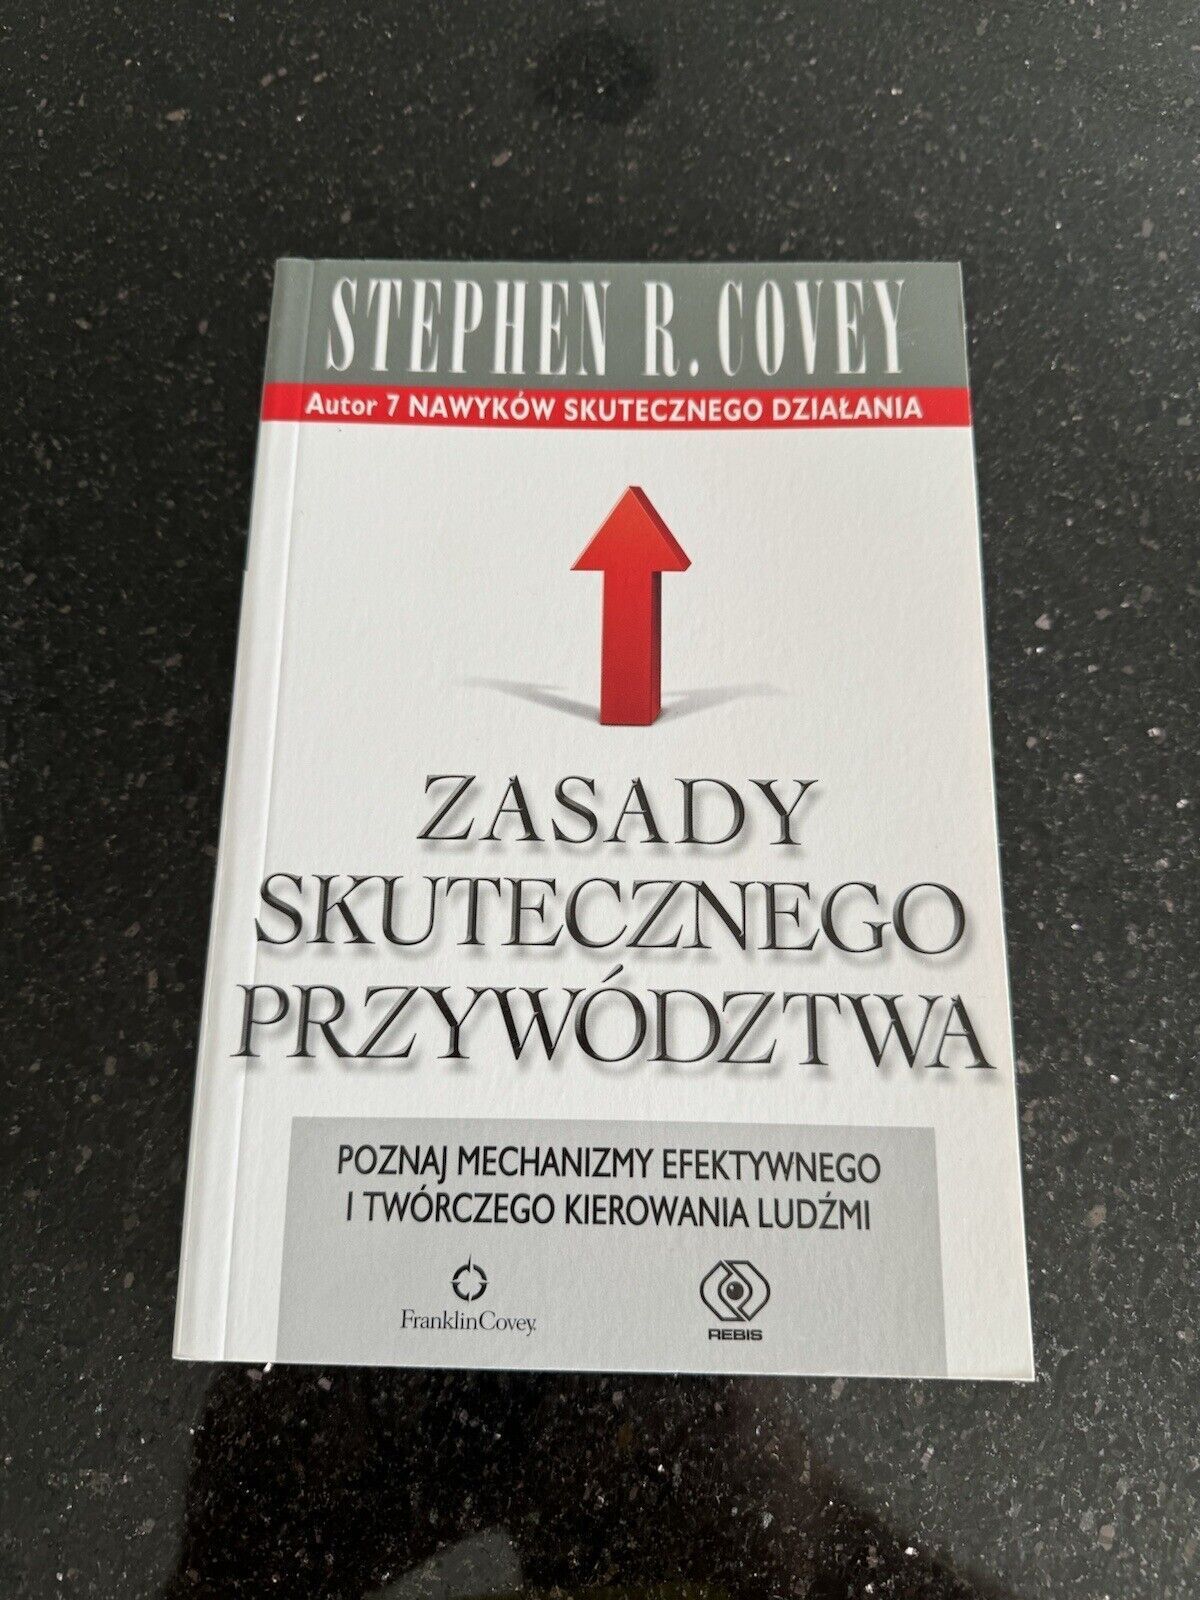 STEPHEN R. COVEY
Autor 7 NAWYKÓW SKUTECZNEGO DZIAŁANIA
ZASADY
SKUTECZNEGO
PRZYWÓDZTWA
POZNAJ MECHANIZMY EFEKTYWNEGO
I TWÓRCZEGO KIEROWANIA LUDŹMI
FranklinCovey.
REBIS